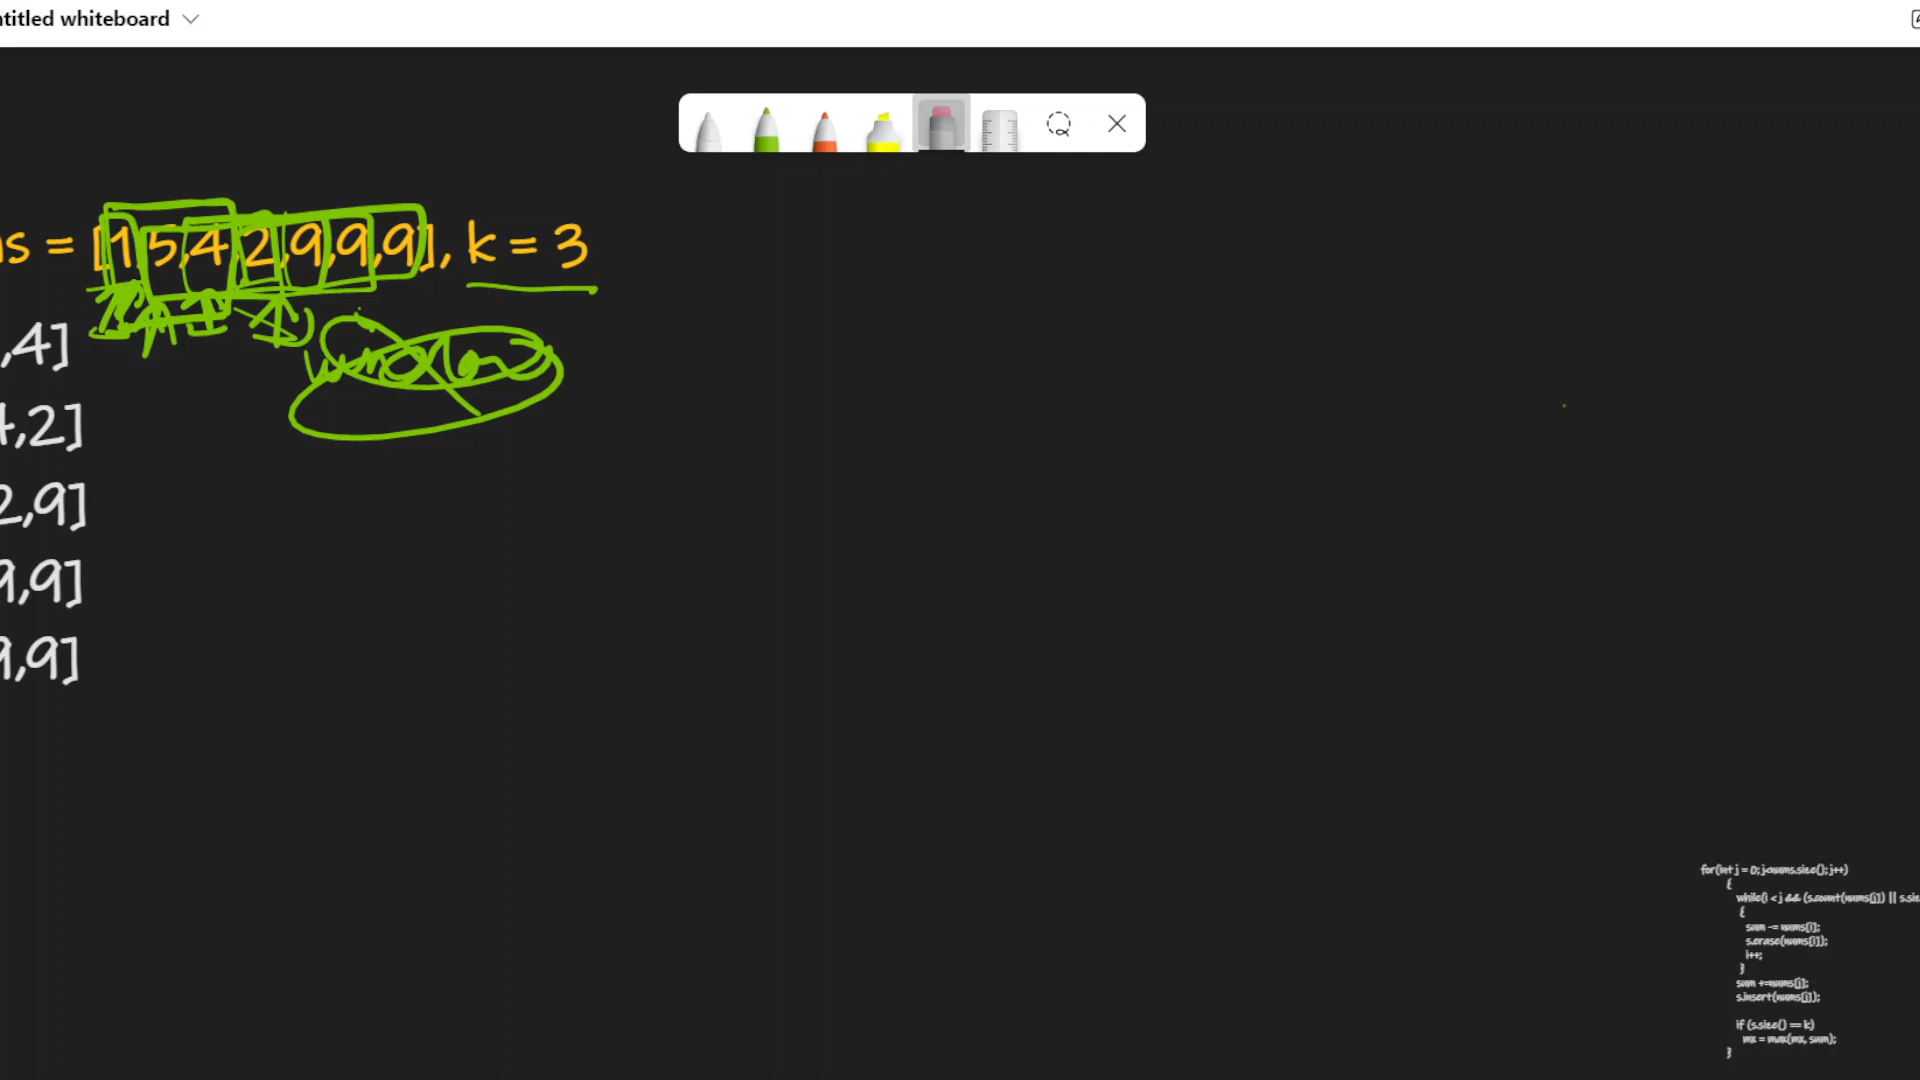 ntitled whiteboard
s = [1,5,4,2,9,9,9], k = 3
,4]
,2]
2,9]
9,9]
9,9]
window
for(int j = 0; j<nums.size(); j++)
{
while(i < j && (s.count(nums[j]) || s.size
{
sum -= nums[i];
s.erase(nums[i]);
i++;
}
sum +=nums[j];
s.insert(nums[j]);
if (s.size() == k)
mx = max(mx, sum);
}